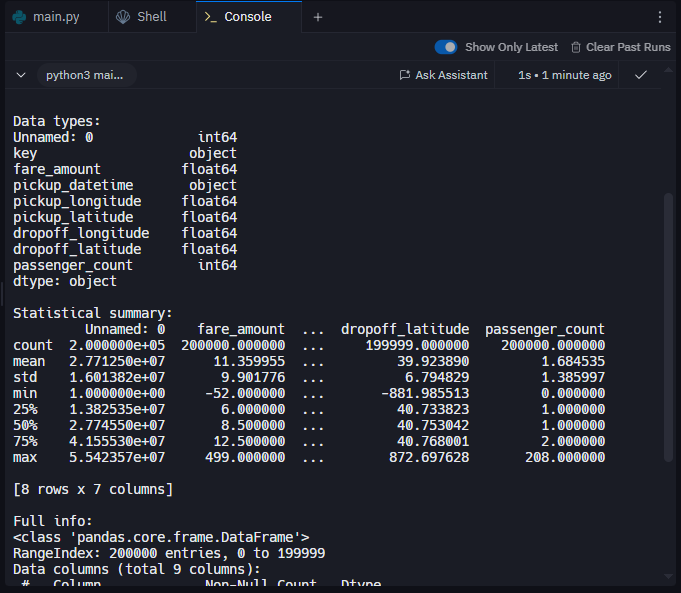 main.py Shell Console +
Show Only Latest Clear Past Runs
python3 mai... Ask Assistant 1s • 1 minute ago
Data types:
Unnamed: 0 int64
key object
fare_amount float64
pickup_datetime object
pickup_longitude float64
pickup_latitude float64
dropoff_longitude float64
dropoff_latitude float64
passenger_count int64
dtype: object
Statistical summary:
Unnamed: 0 fare_amount ... dropoff_latitude passenger_count
count 2.000000e+05 200000.000000 ... 199999.000000 200000.000000
mean 2.771250e+07 11.359955 ... 39.923890 1.684535
std 1.601382e+07 9.901776 ... 6.794829 1.385997
min 1.000000e+00 -52.000000 ... -881.985513 0.000000
25% 1.382535e+07 6.000000 ... 40.733823 1.000000
50% 2.774550e+07 8.500000 ... 40.753042 1.000000
75% 4.155530e+07 12.500000 ... 40.768001 2.000000
max 5.542357e+07 499.000000 ... 872.697628 208.000000
[8 rows x 7 columns]
Full info:
<class 'pandas.core.frame.DataFrame'>
RangeIndex: 200000 entries, 0 to 199999
Data columns (total 9 columns):
# Column Non-Null Count Dtype